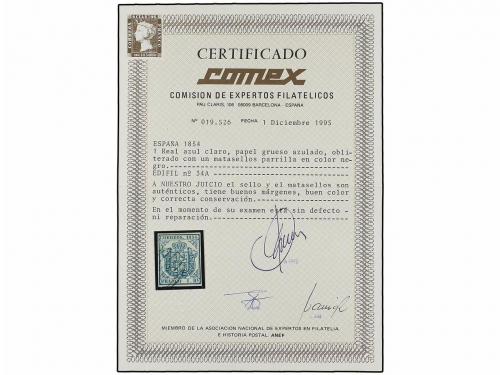 CERTIFICADO
comex
COMISION DE EXPERTOS FILATELICOS
PAU CLARIS, 106 08009 BARCELONA - ESPAÑA
Nº 019.526 FECHA 1 Diciembre 1995
ESPAÑA 1854
1 Real azul claro, papel grueso azulado, obli-
terado con un matasellos parrilla en color ne-
gro.
EDIFIL nº 34A
A NUESTRO JUICIO el sello y el matasellos son
auténticos, tiene buenos márgenes, buen color
y correcta conservación.
En el momento de su examen era sin defecto -
ni reparación.
CORREOS. 1854
MIEMBRO DE LA ASOCIACION NACIONAL DE EXPERTOS EN FILATELIA
E HISTORIA POSTAL. ANEF